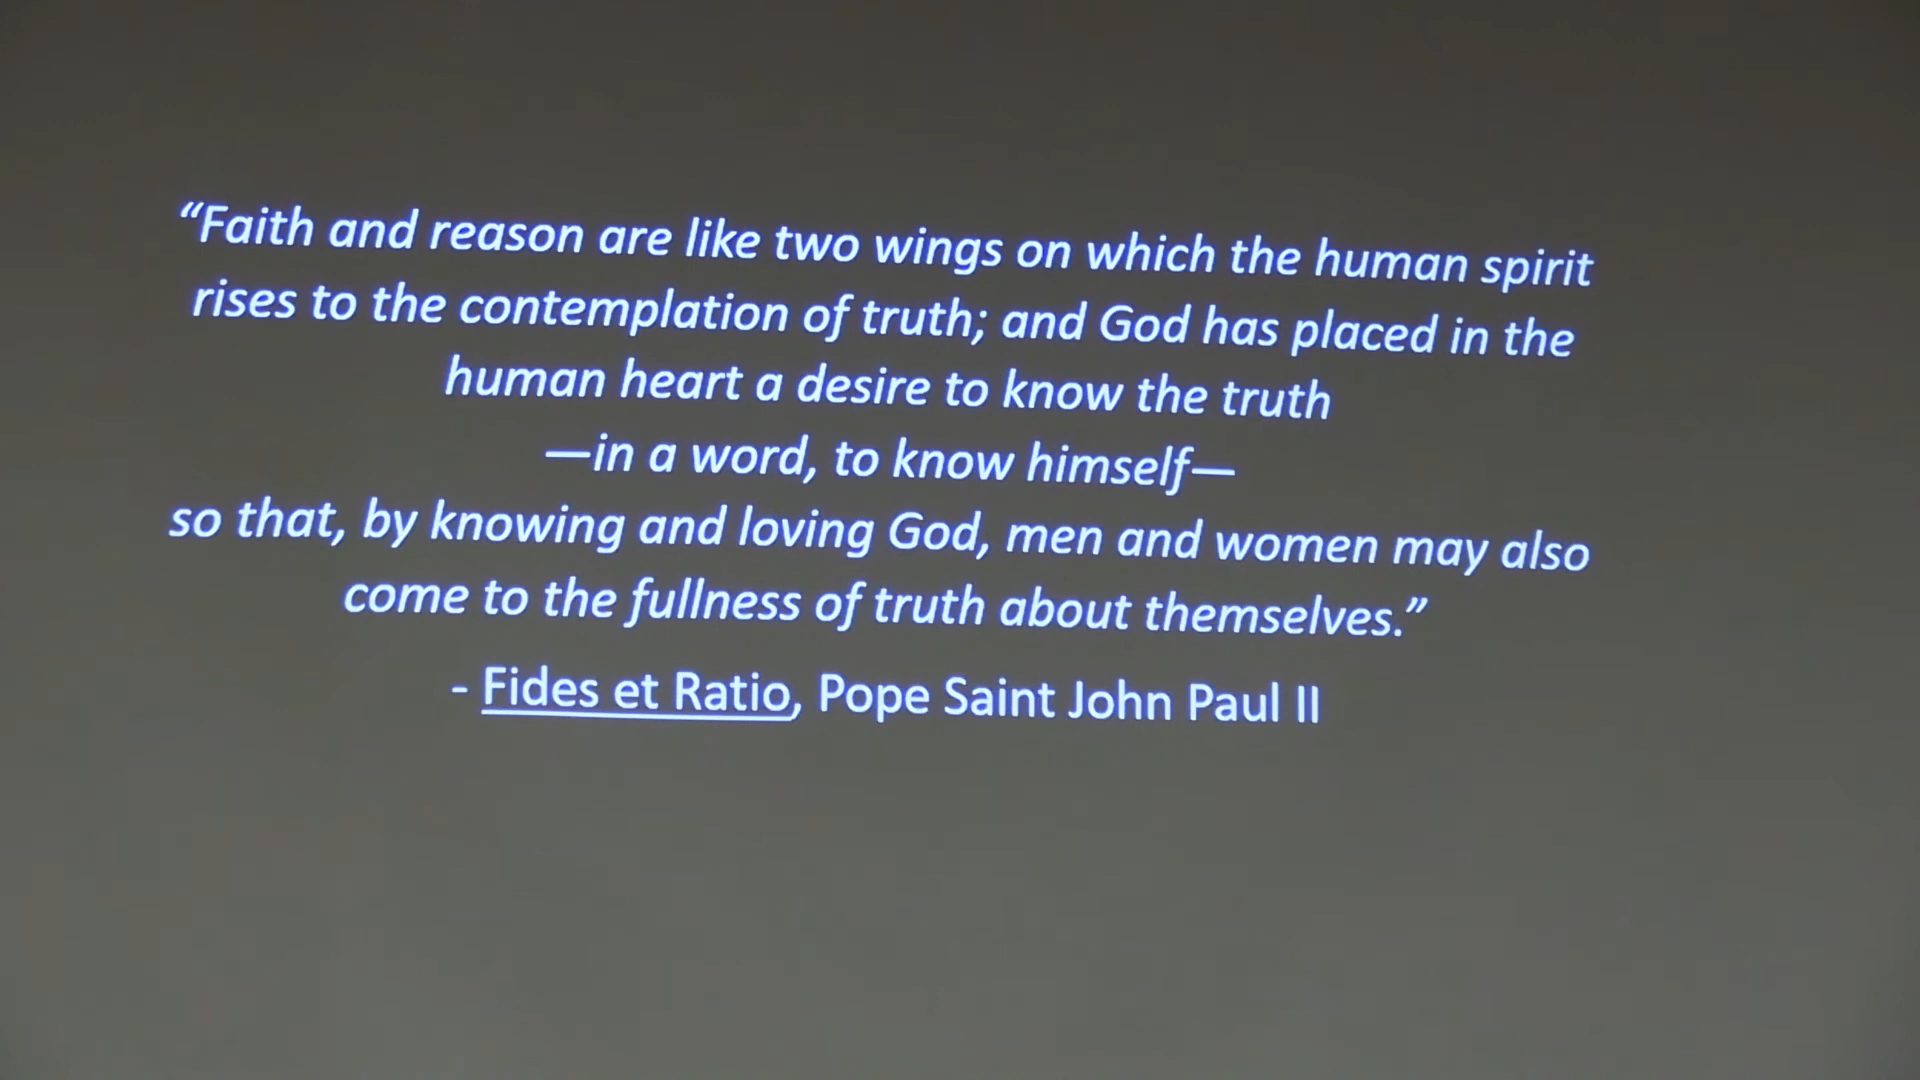 “Faith and reason are like two wings on which the human spirit
rises to the contemplation of truth; and God has placed in the
human heart a desire to know the truth
—in a word, to know himself—
so that, by knowing and loving God, men and women may also
come to the fullness of truth about themselves.”
- Fides et Ratio, Pope Saint John Paul II